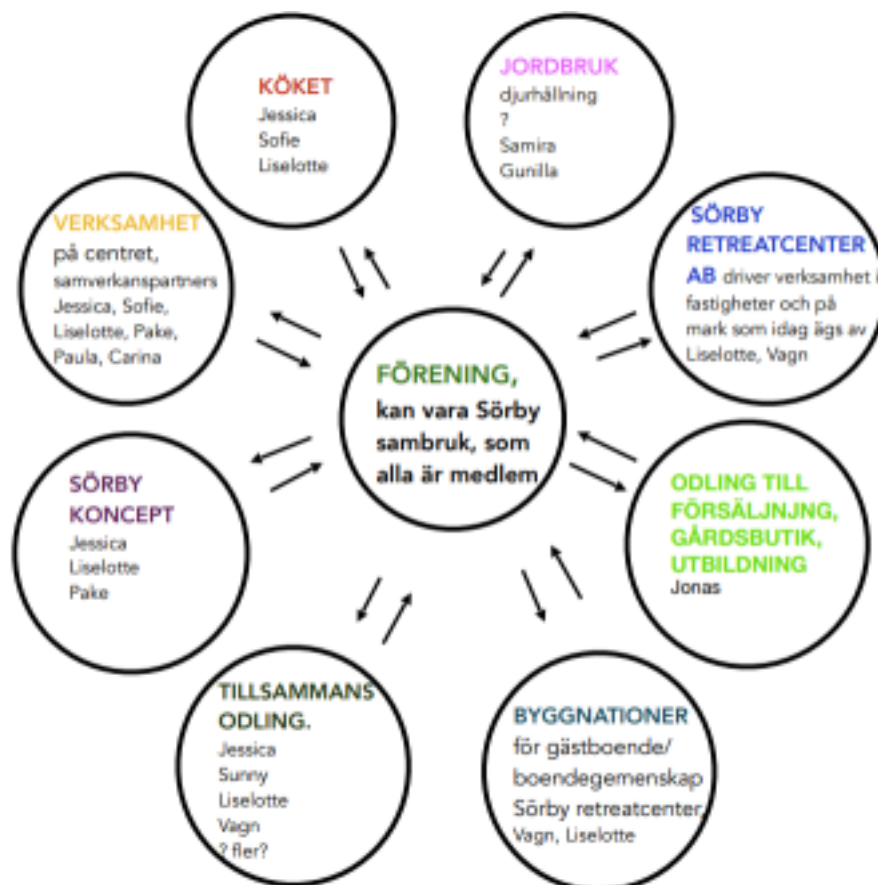 KÖKET
Jessica
Sofie
Liselotte
JORDBRUK
djurhållning
?
Samira
Gunilla
VERKSAMHET
på centret,
samverkanspartners
Jessica, Sofie,
Liselotte, Pake,
Paula, Carina
SÖRBY
RETREATCENTER
AB driver verksamhet i
fastigheter och på
mark som idag ägs av
Liselotte, Vagn
FÖRENING,
kan vara Sörby
sambruk, som
alla är medlem
SÖRBY
KONCEPT
Jessica
Liselotte
Pake
ODLING TILL
FÖRSÄLJNJNG,
GÅRDSBUTIK,
UTBILDNING
Jonas
TILLSAMMANS
ODLING.
Jessica
Sunny
Liselotte
Vagn
? fler?
BYGGNATIONER
för gästboende/
boendegemenskap
Sörby retreatcenter,
Vagn, Liselotte